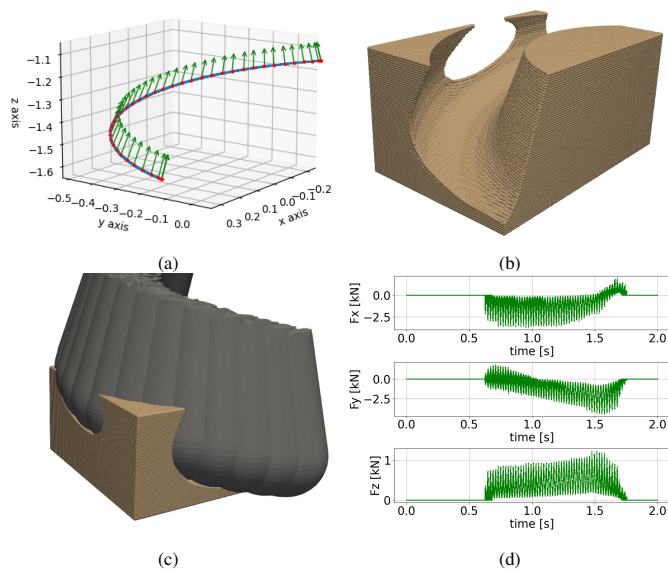 −1.1
−1.2
−1.3
−1.4
−1.5
−1.6
z axis
−0.5
−0.4
−0.3
−0.2
−0.1
0.0
y axis
0.3
0.2
0.1
0.0
−0.1
−0.2
x axis
(a)
(b)
(c)
Fx [kN]
0.0
−2.5
0.0 0.5 1.0 1.5 2.0
time [s]
Fy [kN]
0.0
−2.5
0.0 0.5 1.0 1.5 2.0
time [s]
Fz [kN]
1
0
0.0 0.5 1.0 1.5 2.0
time [s]
(d)